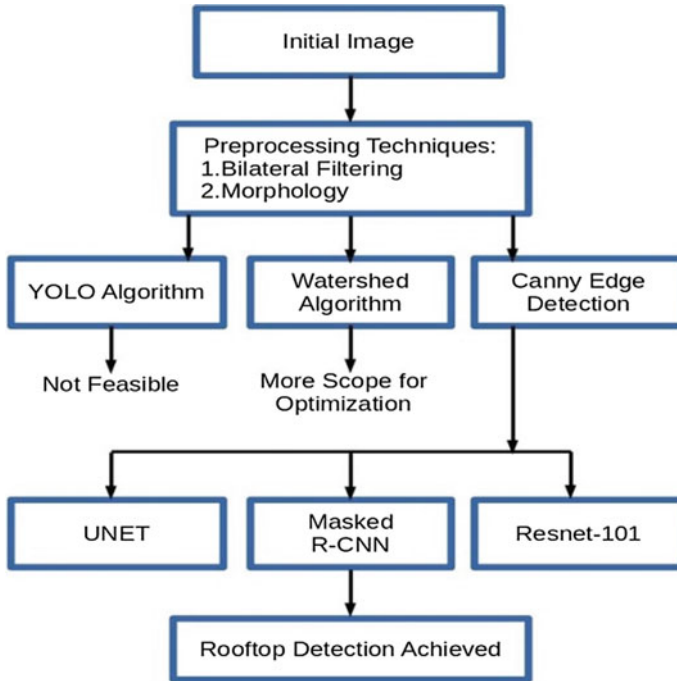 Initial Image
Preprocessing Techniques:
1.Bilateral Filtering
2.Morphology
YOLO Algorithm
Watershed
Algorithm
Canny Edge
Detection
Not Feasible
More Scope for
Optimization
UNET
Masked
R-CNN
Resnet-101
Rooftop Detection Achieved